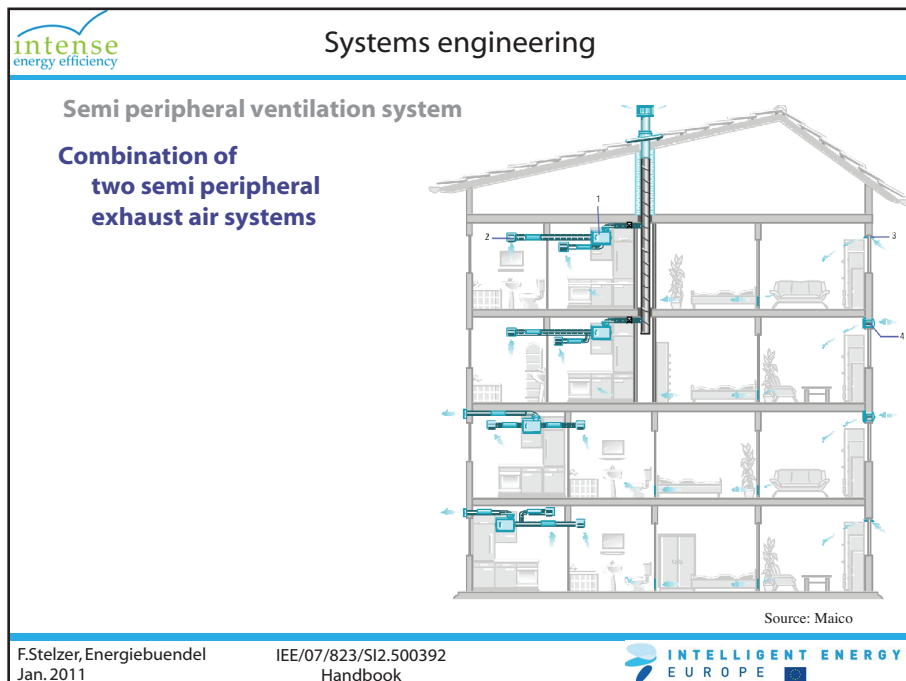 intense
energy efficiency
Systems engineering
Semi peripheral ventilation system
Combination of
two semi peripheral
exhaust air systems
1
2
3
4
Source: Maico
F.Stelzer, Energiebuendel
Jan. 2011
IEE/07/823/SI2.500392
Handbook
INTELLIGENT ENERGY
EUROPE